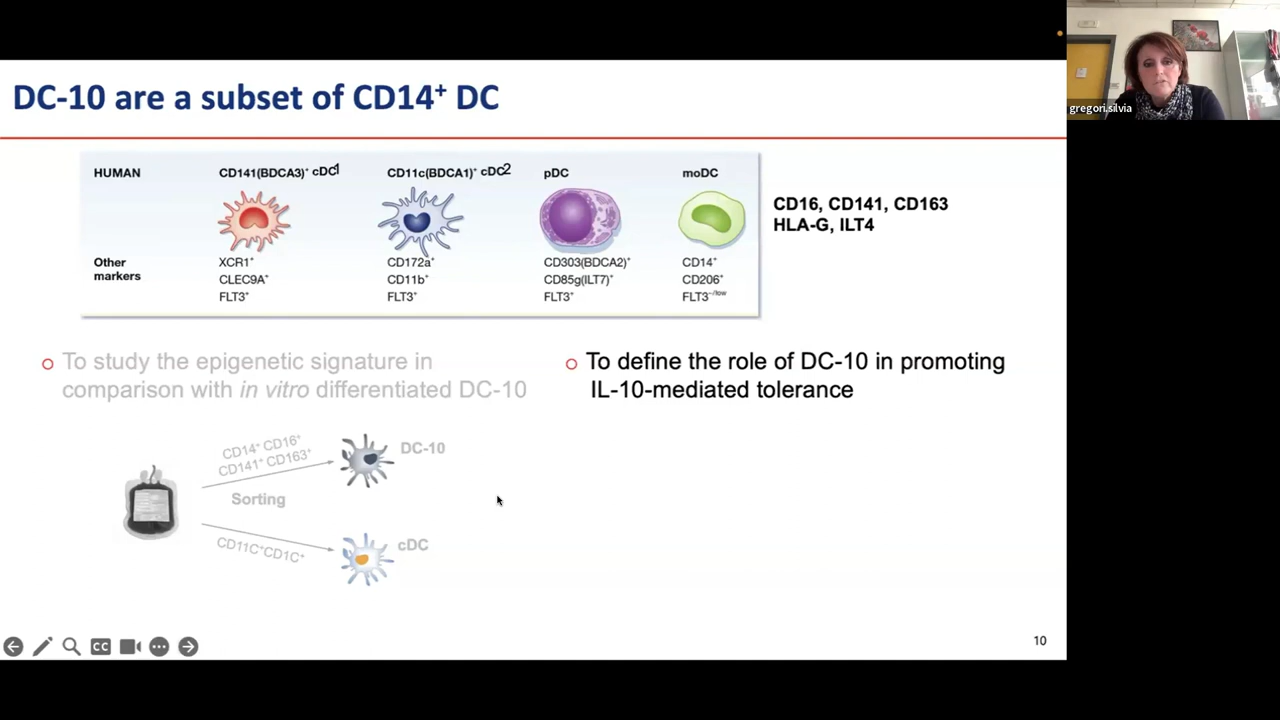 gregori.silvia
DC-10 are a subset of CD14⁺ DC
HUMAN
CD141(BDCA3)⁺ cDC1
CD11c(BDCA1)⁺ cDC2
pDC
moDC
CD16, CD141, CD163
HLA-G, ILT4
Other
markers
XCR1⁺
CLEC9A⁺
FLT3⁺
CD172a⁺
CD11b⁺
FLT3⁺
CD303(BDCA2)⁺
CD85g(ILT7)⁺
FLT3⁺
CD14⁺
CD206⁺
FLT3⁻/low
To study the epigenetic signature in
comparison with in vitro differentiated DC-10
To define the role of DC-10 in promoting
IL-10-mediated tolerance
CD14⁺ CD16⁺
CD141⁺ CD163⁺
DC-10
Sorting
CD11C⁺CD1C⁺
cDC
CC
10